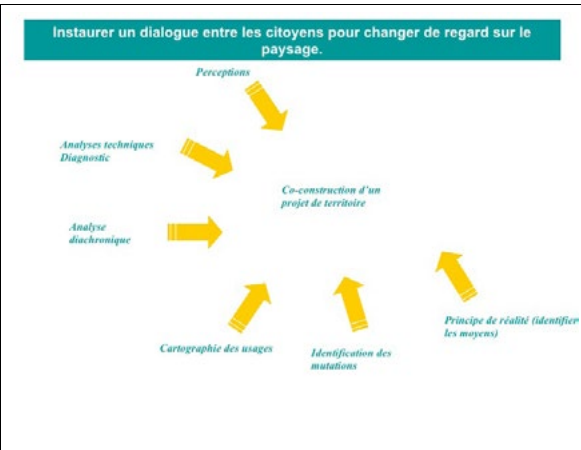 Instaurer un dialogue entre les citoyens pour changer de regard sur le
paysage.
Perceptions
Analyses techniques
Diagnostic
Co-construction d'un
projet de territoire
Analyse
diachronique
Principe de réalité (identifier
les moyens)
Cartographie des usages
Identification des
mutations